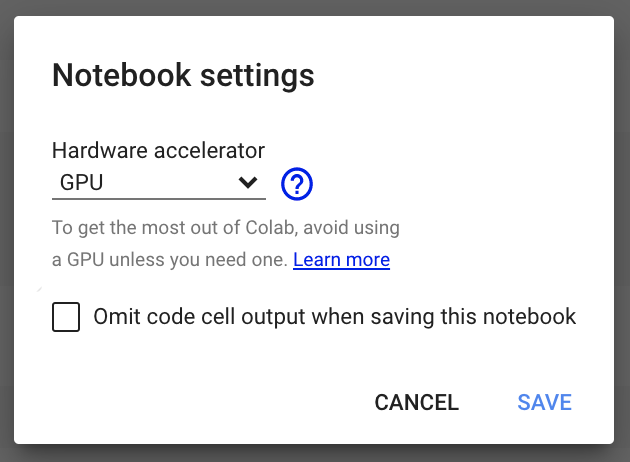 Notebook settings
Hardware accelerator
GPU
?
To get the most out of Colab, avoid using
a GPU unless you need one. Learn more
Omit code cell output when saving this notebook
CANCEL SAVE